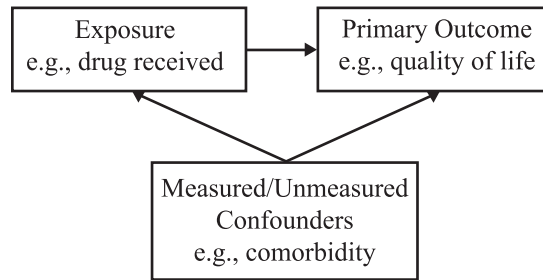 Exposure
e.g., drug received
Primary Outcome
e.g., quality of life
Measured/Unmeasured
Confounders
e.g., comorbidity